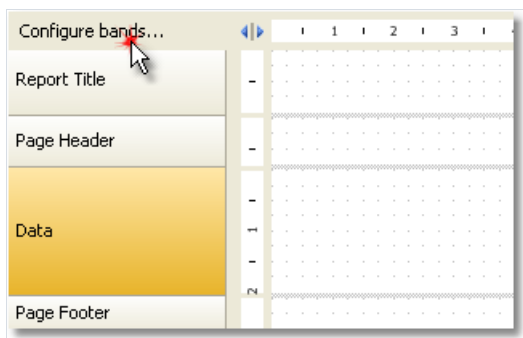 Configure bands...
1 2 3
Report Title
Page Header
Data
1
2
Page Footer